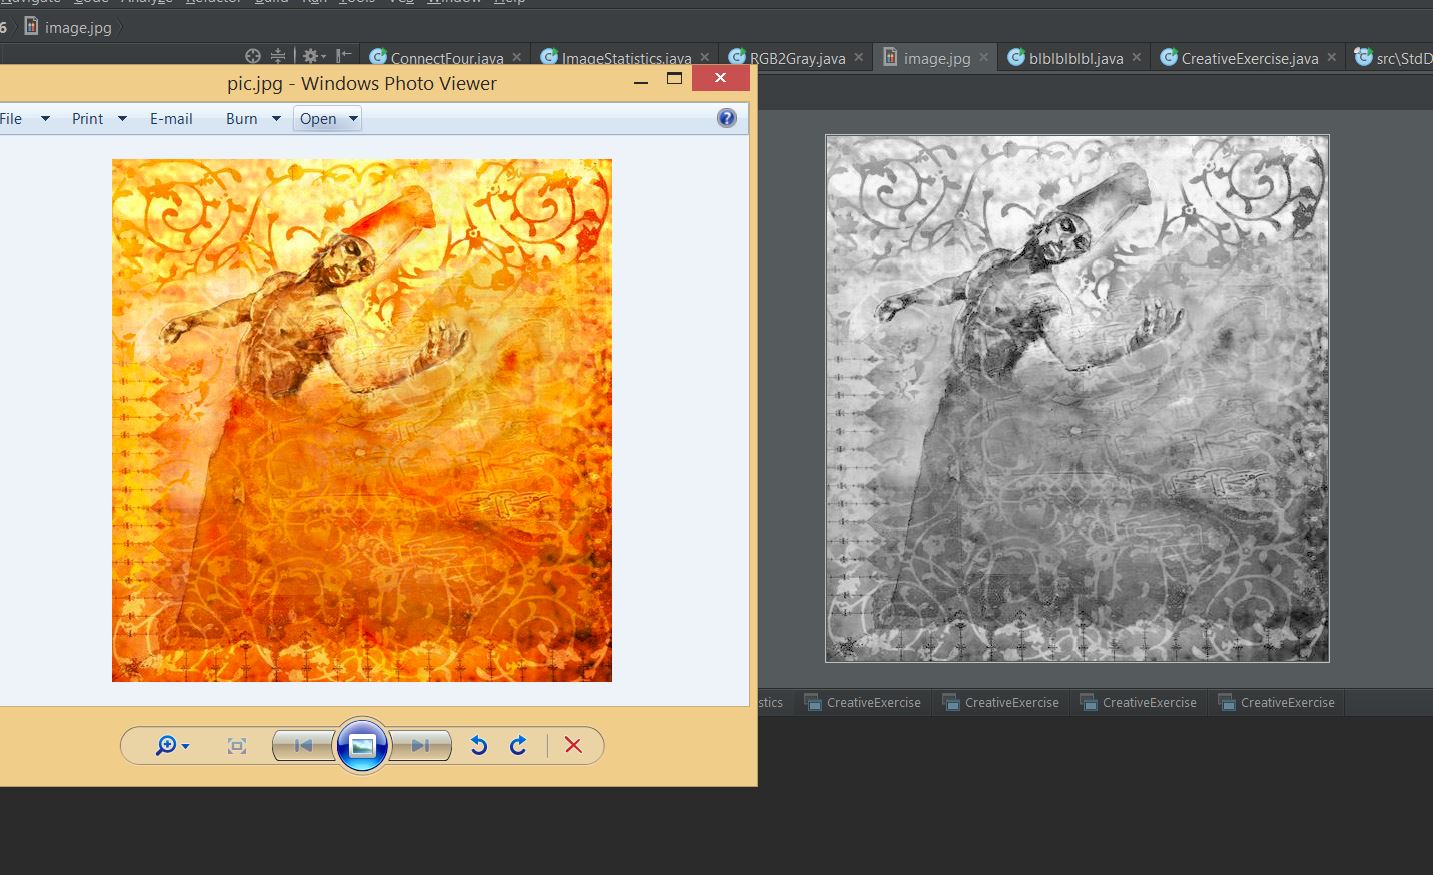 Navigate Code Analyze Refactor Build Run Tools VCS Window Help
6 image.jpg
ConnectFour.java ImageStatistics.java RGB2Gray.java image.jpg blblblblbl.java CreativeExercise.java src\StdD
pic.jpg - Windows Photo Viewer
File Print E-mail Burn Open
stics CreativeExercise CreativeExercise CreativeExercise CreativeExercise